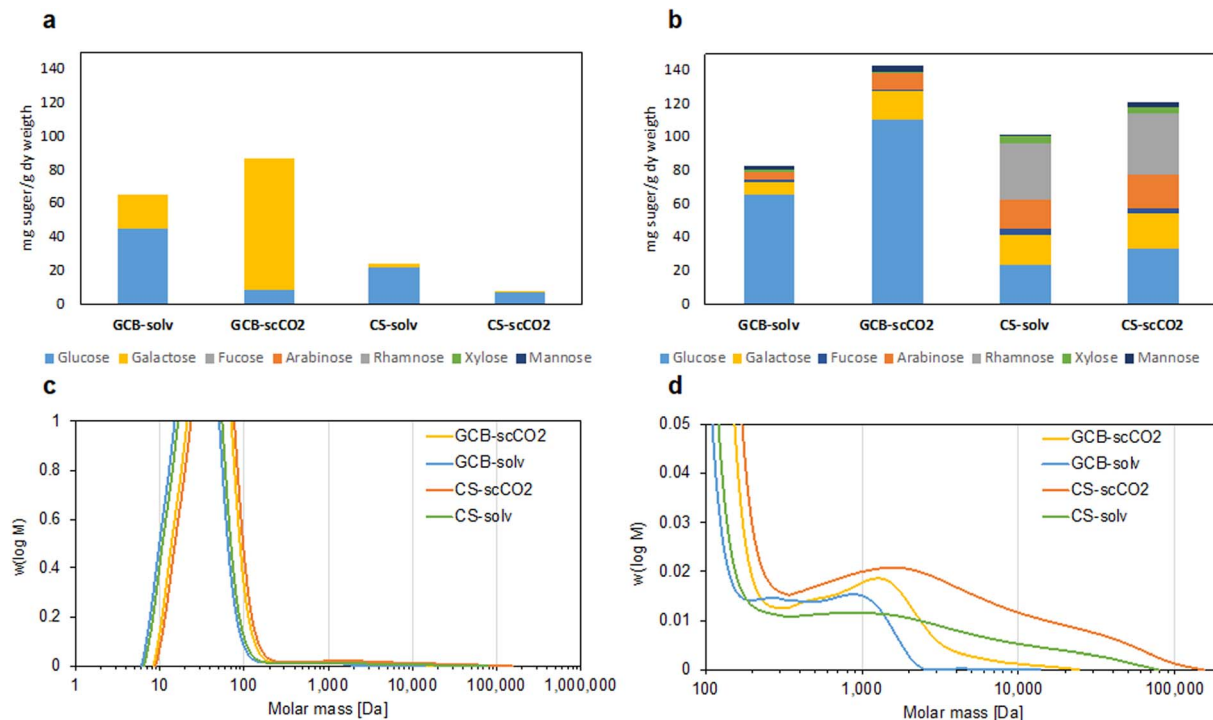 a
mg suger/g dy weigth
140
120
100
80
60
40
20
0
GCB-solv GCB-scCO2 CS-solv CS-scCO2
Glucose Galactose Fucose Arabinose Rhamnose Xylose Mannose
b
mg suger/g dy weigth
140
120
100
80
60
40
20
0
GCB-solv GCB-scCO2 CS-solv CS-scCO2
Glucose Galactose Fucose Arabinose Rhamnose Xylose Mannose
c
w(log M)
1
0.8
0.6
0.4
0.2
0
GCB-scCO2
GCB-solv
CS-scCO2
CS-solv
1 10 100 1,000 10,000 100,000 1,000,000
Molar mass [Da]
d
w(log M)
0.05
0.04
0.03
0.02
0.01
0
GCB-scCO2
GCB-solv
CS-scCO2
CS-solv
100 1,000 10,000 100,000
Molar mass [Da]